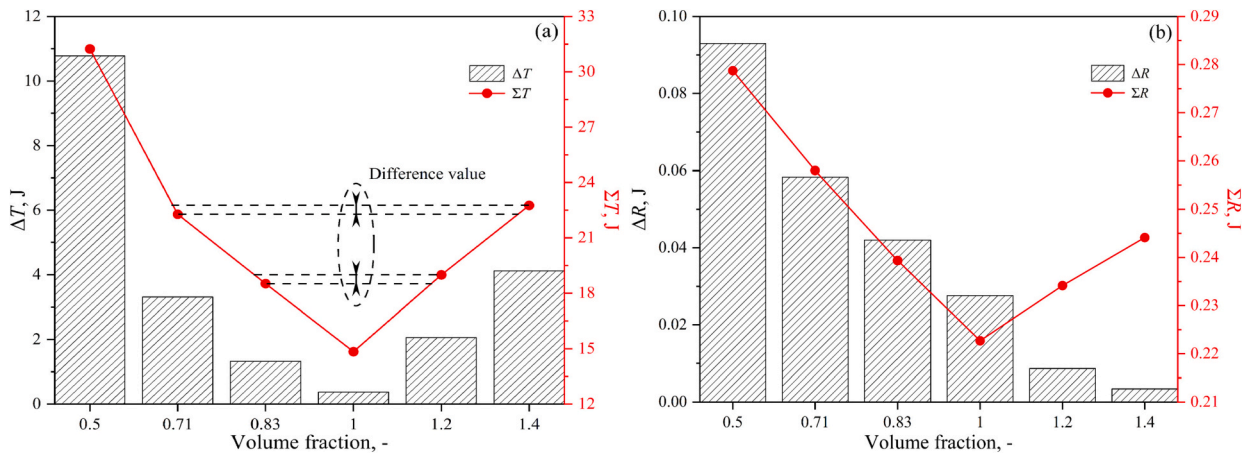 (a)
12
10
8
6
4
2
0
ΔT, J
ΔT
ΣT
Difference value
33
30
27
24
21
18
15
12
ΣT, J
0.5 0.71 0.83 1 1.2 1.4
Volume fraction, -
(b)
0.10
0.08
0.06
0.04
0.02
0.00
ΔR, J
ΔR
ΣR
0.29
0.28
0.27
0.26
0.25
0.24
0.23
0.22
0.21
ΣR, J
0.5 0.71 0.83 1 1.2 1.4
Volume fraction, -